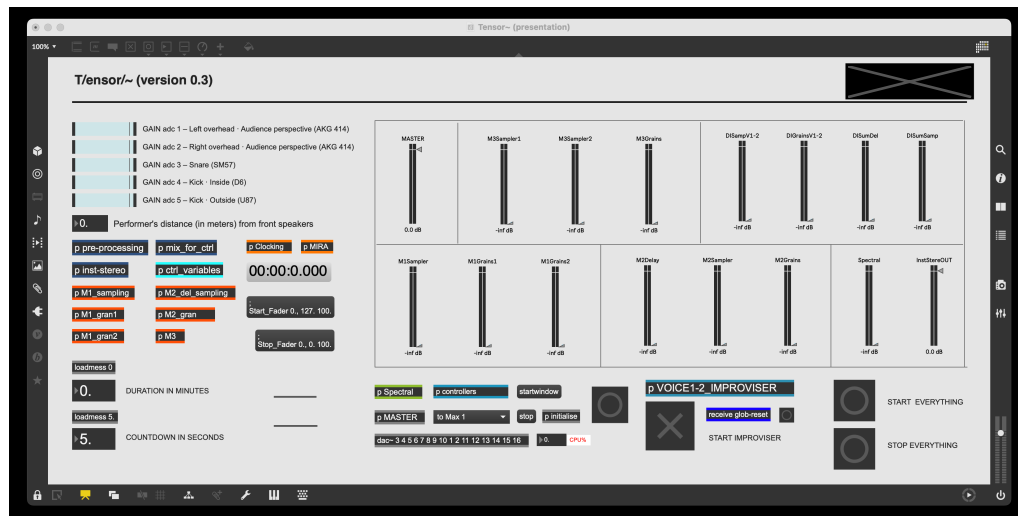 Tensor~ (presentation)
100% ▾
T/ensor/~ (version 0.3)
GAIN adc 1 – Left overhead · Audience perspective (AKG 414)
GAIN adc 2 – Right overhead · Audience perspective (AKG 414)
GAIN adc 3 – Snare (SM57)
GAIN adc 4 – Kick · Inside (D6)
GAIN adc 5 – Kick · Outside (U87)
0. Performer's distance (in meters) from front speakers
p pre-processing p mix_for_ctrl p Clocking p MIRA
p inst-stereo p ctrl_variables 00:00:0.000
p M1_sampling p M2_del_sampling
p M1_gran1 p M2_gran
; Start_Fader 0., 127. 100.
p M1_gran2 p M3
; Stop_Fader 0., 0. 100.
loadmess 0
0. DURATION IN MINUTES
loadmess 5.
5. COUNTDOWN IN SECONDS
MASTER M3Sampler1 M3Sampler2 M3Grains DISampV1-2 DIGrainsV1-2 DISumDel DISumSamp
0.0 dB -inf dB -inf dB -inf dB -inf dB -inf dB -inf dB -inf dB
M1Sampler M1Grains1 M1Grains2 M2Delay M2Sampler M2Grains Spectral InstStereOUT
-inf dB -inf dB -inf dB -inf dB -inf dB -inf dB -inf dB 0.0 dB
p Spectral p controllers startwindow
p MASTER to Max 1 stop p initialise
dac~ 3 4 5 6 7 8 9 10 1 2 11 12 13 14 15 16 0. CPU%
p VOICE1-2_IMPROVISER
receive glob-reset
START IMPROVISER
START EVERYTHING
STOP EVERYTHING